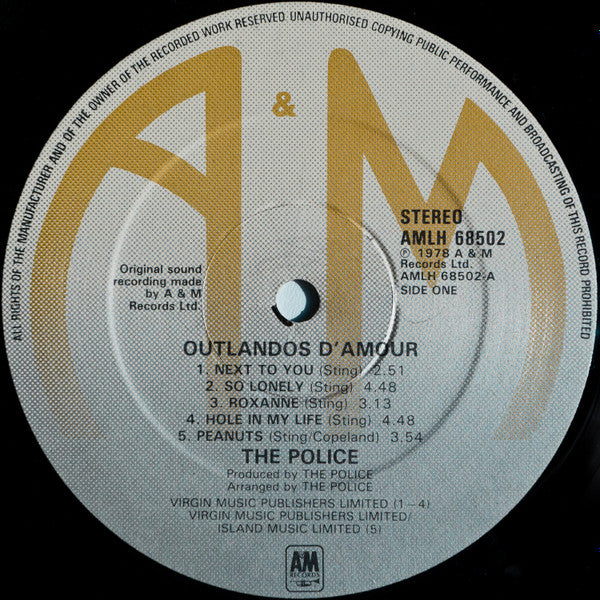 ALL RIGHTS OF THE MANUFACTURER AND OF THE OWNER OF THE RECORDED WORK RESERVED UNAUTHORISED COPYING PUBLIC PERFORMANCE AND BROADCASTING OF THIS RECORD PROHIBITED
A&M
STEREO
AMLH 68502
Ⓟ 1978 A & M
Records Ltd.
AMLH 68502-A
SIDE ONE
Original sound
recording made
by A & M
Records Ltd.
OUTLANDOS D'AMOUR
1. NEXT TO YOU (Sting) 2.51
2. SO LONELY (Sting) 4.48
3. ROXANNE (Sting) 3.13
4. HOLE IN MY LIFE (Sting) 4.48
5. PEANUTS (Sting/Copeland) 3.54
THE POLICE
Produced by THE POLICE
Arranged by THE POLICE
VIRGIN MUSIC PUBLISHERS LIMITED (1–4)
VIRGIN MUSIC PUBLISHERS LIMITED/
ISLAND MUSIC LIMITED (5)
A&M
RECORDS